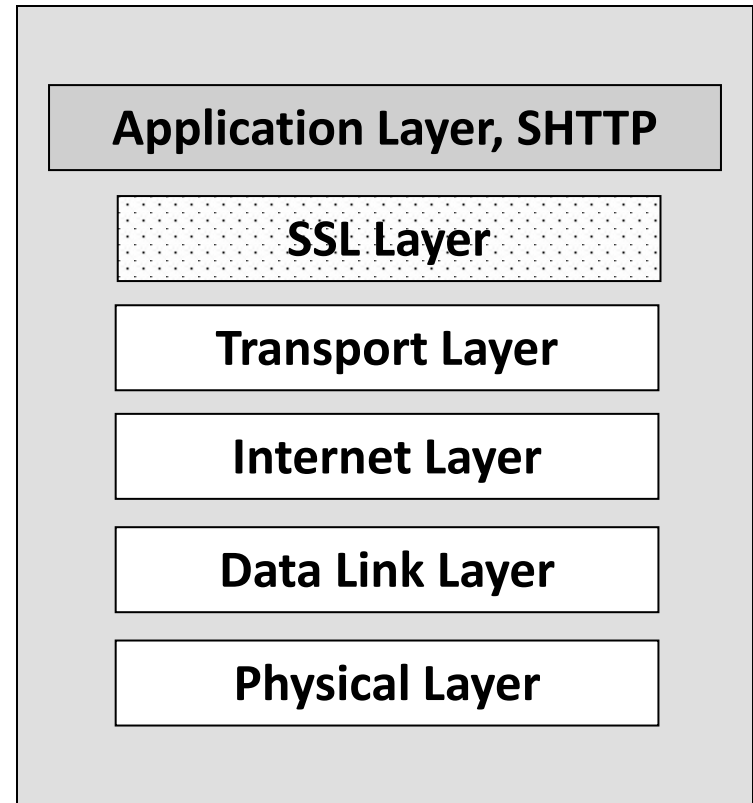 Application Layer, SHTTP
SSL Layer
Transport Layer
Internet Layer
Data Link Layer
Physical Layer